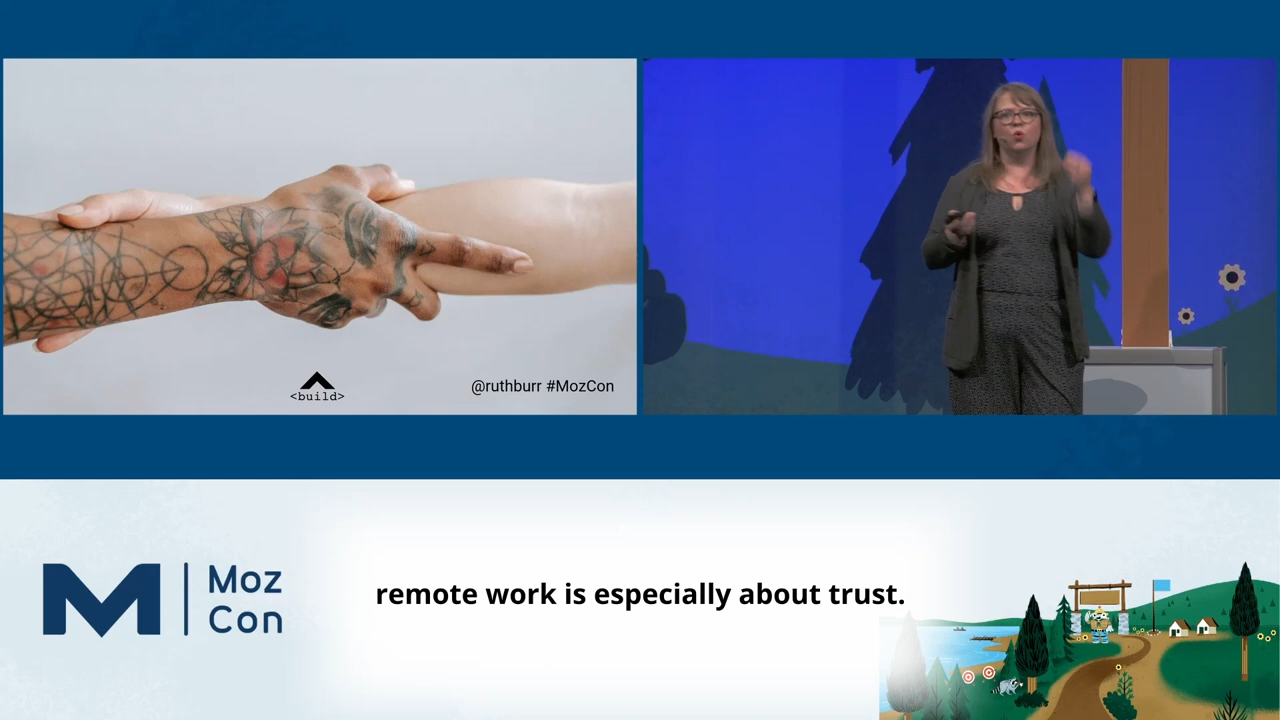 <build>
@ruthburr #MozCon
Moz
Con
remote work is especially about trust.